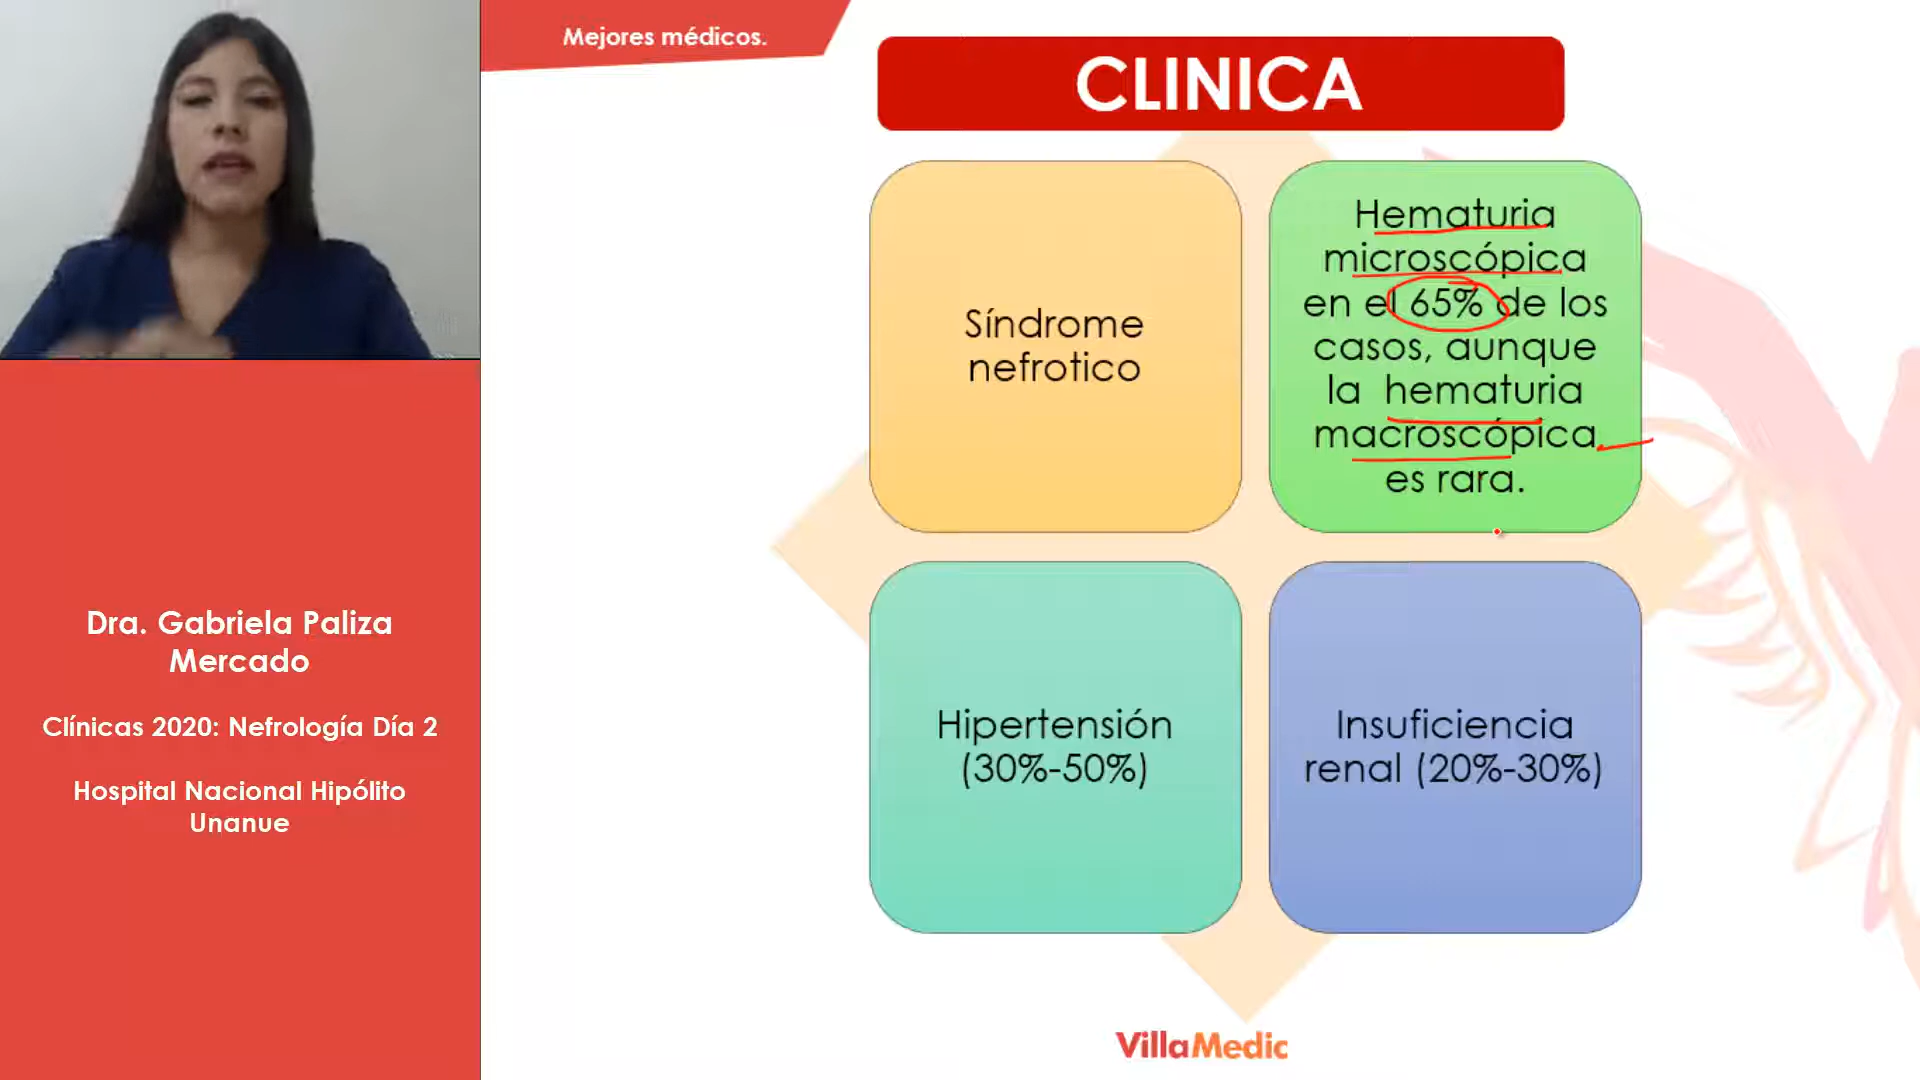 Mejores médicos.
CLINICA
Síndrome
nefrotico
Hematuria
microscópica
en el 65% de los
casos, aunque
la hematuria
macroscópica
es rara.
Hipertensión
(30%-50%)
Insuficiencia
renal (20%-30%)
Dra. Gabriela Paliza
Mercado
Clínicas 2020: Nefrología Día 2
Hospital Nacional Hipólito
Unanue
VillaMedic